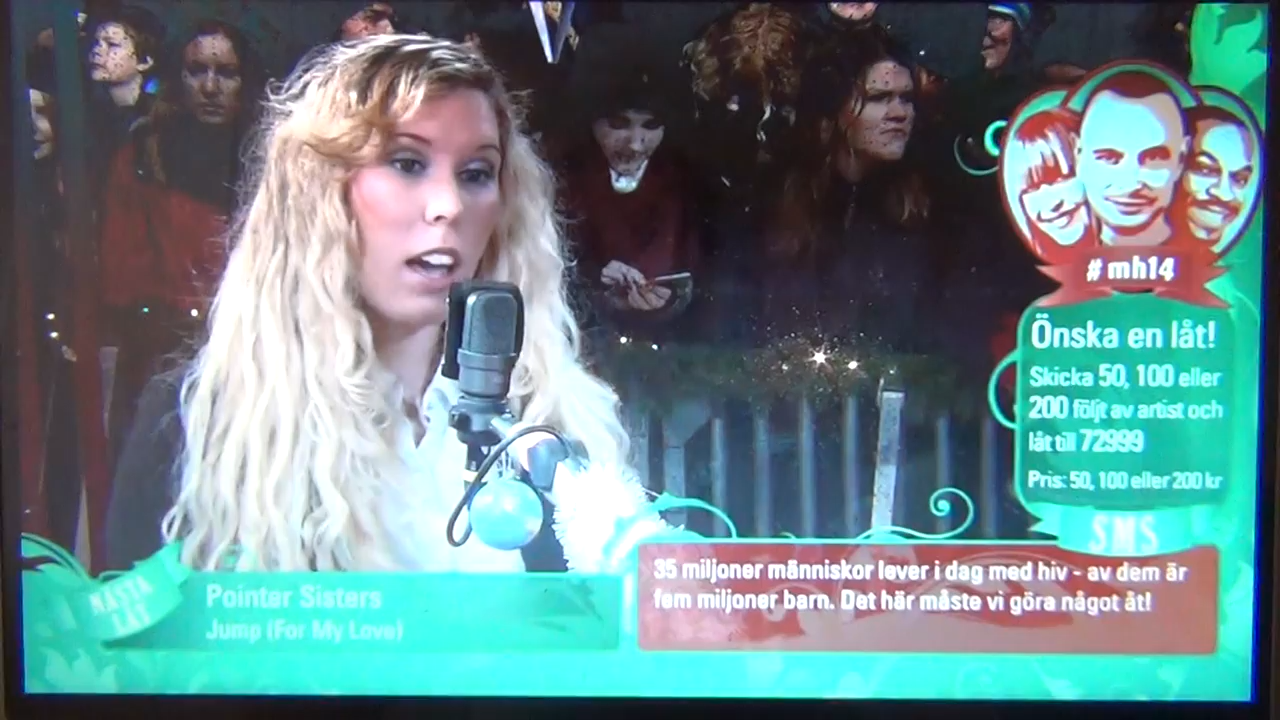 #mh14
Önska en låt!
Skicka 50, 100 eller
200 följt av artist och
låt till 72999
Pris: 50, 100 eller 200 kr
SMS
35 miljoner människor lever i dag med hiv - av dem är
fem miljoner barn. Det här måste vi göra något åt!
NÄSTA
LÅT
Pointer Sisters
Jump (For My Love)